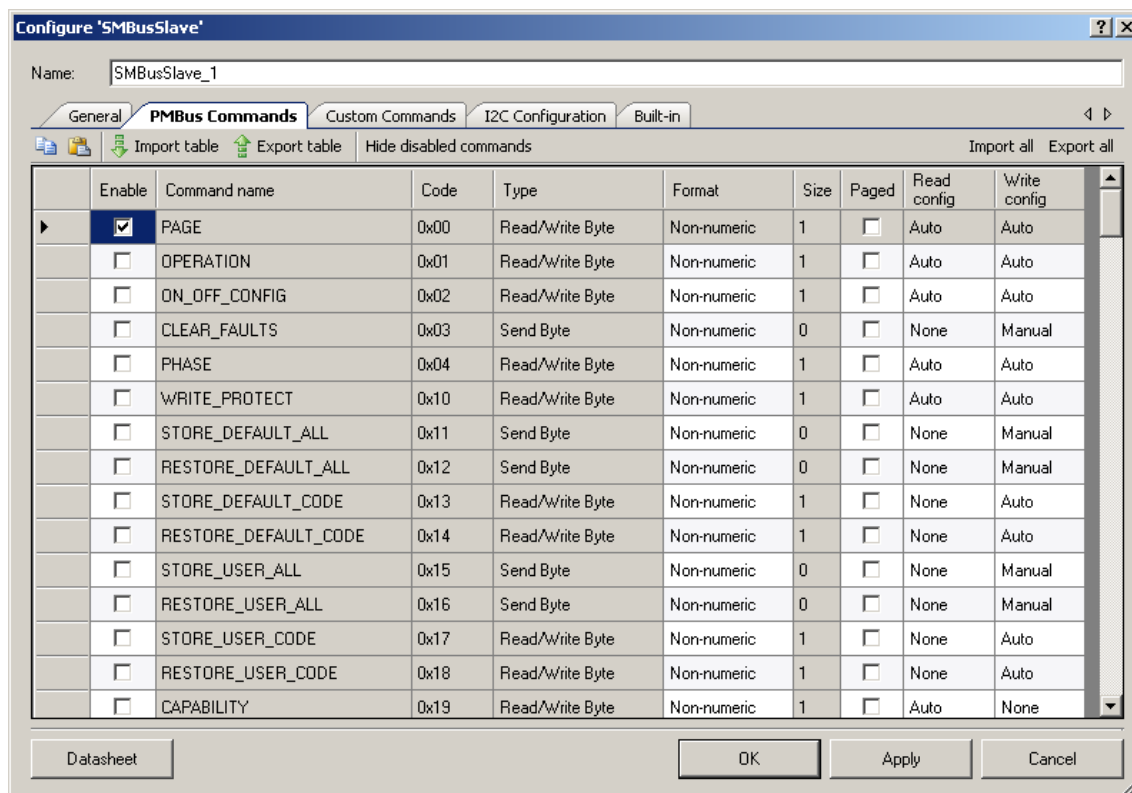 Configure 'SMBusSlave'
Name: SMBusSlave_1
General PMBus Commands Custom Commands I2C Configuration Built-in
Import table Export table Hide disabled commands Import all Export all
Enable Command name Code Type Format Size Paged Read config Write config
PAGE 0x00 Read/Write Byte Non-numeric 1 Auto Auto
OPERATION 0x01 Read/Write Byte Non-numeric 1 Auto Auto
ON_OFF_CONFIG 0x02 Read/Write Byte Non-numeric 1 Auto Auto
CLEAR_FAULTS 0x03 Send Byte Non-numeric 0 None Manual
PHASE 0x04 Read/Write Byte Non-numeric 1 Auto Auto
WRITE_PROTECT 0x10 Read/Write Byte Non-numeric 1 Auto Auto
STORE_DEFAULT_ALL 0x11 Send Byte Non-numeric 0 None Manual
RESTORE_DEFAULT_ALL 0x12 Send Byte Non-numeric 0 None Manual
STORE_DEFAULT_CODE 0x13 Read/Write Byte Non-numeric 1 None Auto
RESTORE_DEFAULT_CODE 0x14 Read/Write Byte Non-numeric 1 None Auto
STORE_USER_ALL 0x15 Send Byte Non-numeric 0 None Manual
RESTORE_USER_ALL 0x16 Send Byte Non-numeric 0 None Manual
STORE_USER_CODE 0x17 Read/Write Byte Non-numeric 1 None Auto
RESTORE_USER_CODE 0x18 Read/Write Byte Non-numeric 1 None Auto
CAPABILITY 0x19 Read/Write Byte Non-numeric 1 Auto None
Datasheet OK Apply Cancel